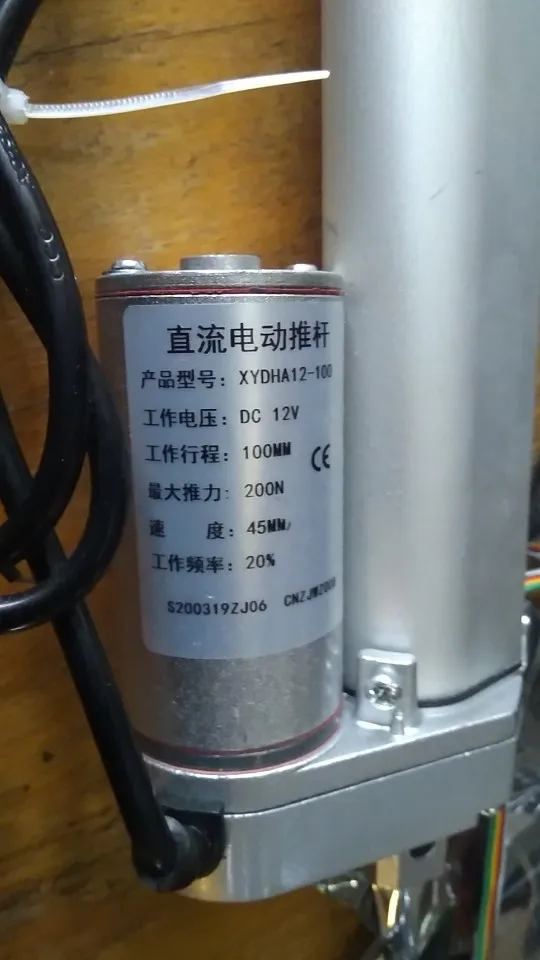 直流电动推杆
产品型号: XYDHA12-100
工作电压: DC 12V
工作行程: 100MM
CE
最大推力: 200N
速 度: 45MM/
工作频率: 20%
S200319ZJ06